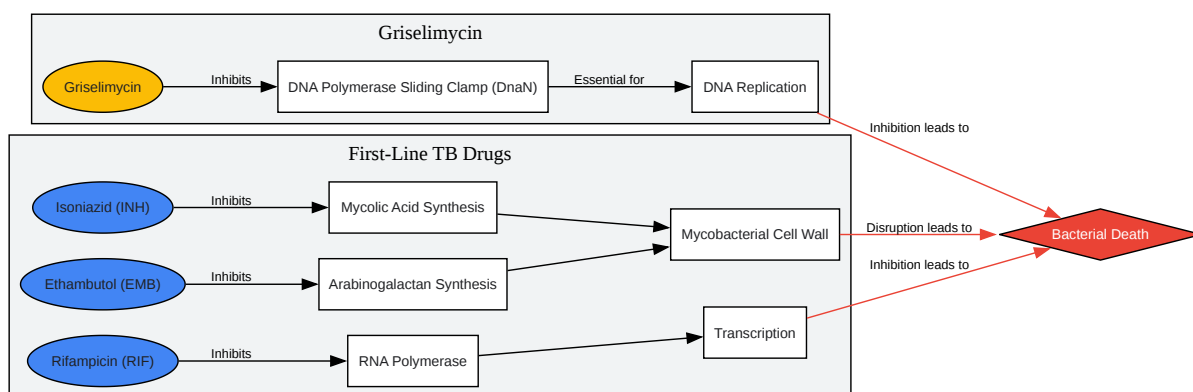 Griselimycin
Griselimycin
Inhibits
DNA Polymerase Sliding Clamp (DnaN)
Essential for
DNA Replication
Inhibition leads to
First-Line TB Drugs
Isoniazid (INH)
Inhibits
Mycolic Acid Synthesis
Mycobacterial Cell Wall
Disruption leads to
Bacterial Death
Ethambutol (EMB)
Inhibits
Arabinogalactan Synthesis
Inhibition leads to
Rifampicin (RIF)
Inhibits
RNA Polymerase
Transcription